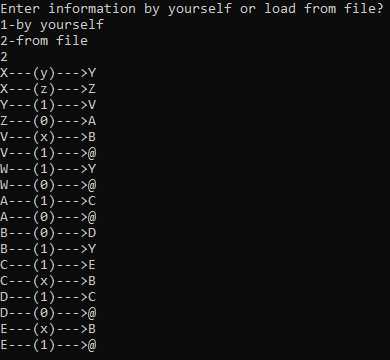 Enter information by yourself or load from file?
1-by yourself
2-from file
2
X---(y)--->Y
X---(z)--->Z
Y---(1)--->V
Z---(0)--->A
V---(x)--->B
V---(1)--->@
W---(1)--->Y
W---(0)--->@
A---(1)--->C
A---(0)--->@
B---(0)--->D
B---(1)--->Y
C---(1)--->E
C---(x)--->B
D---(1)--->C
D---(0)--->@
E---(x)--->B
E---(1)--->@